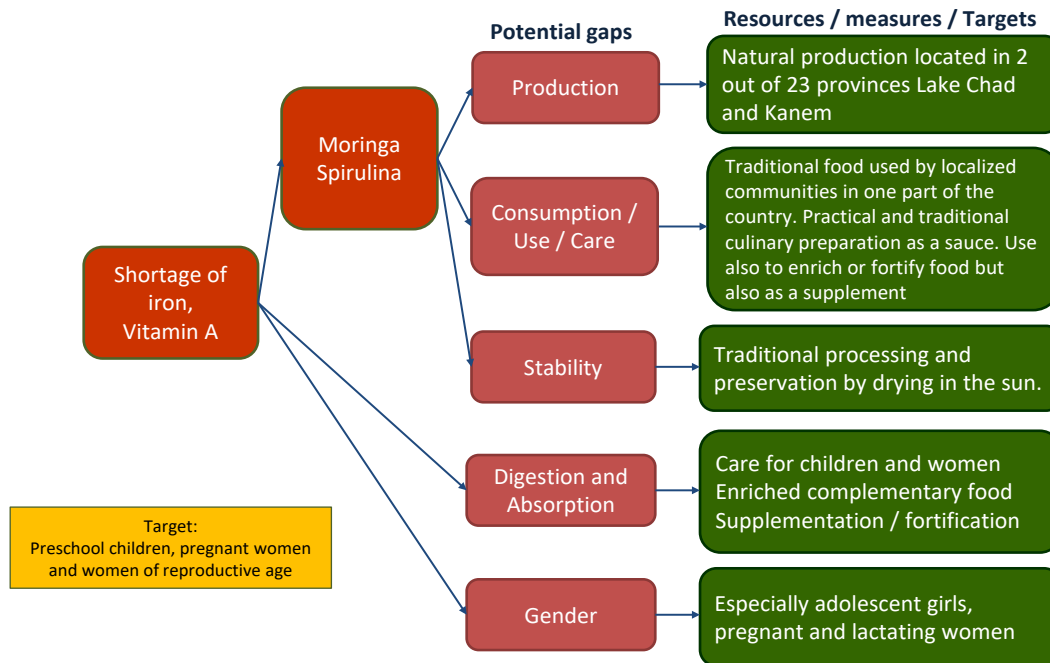 Potential gaps
Resources / measures / Targets
Shortage of
iron,
Vitamin A
Moringa
Spirulina
Production
Natural production located in 2
out of 23 provinces Lake Chad
and Kanem
Consumption /
Use / Care
Traditional food used by localized
communities in one part of the
country. Practical and traditional
culinary preparation as a sauce. Use
also to enrich or fortify food but
also as a supplement
Stability
Traditional processing and
preservation by drying in the sun.
Digestion and
Absorption
Care for children and women
Enriched complementary food
Supplementation / fortification
Gender
Especially adolescent girls,
pregnant and lactating women
Target:
Preschool children, pregnant women
and women of reproductive age